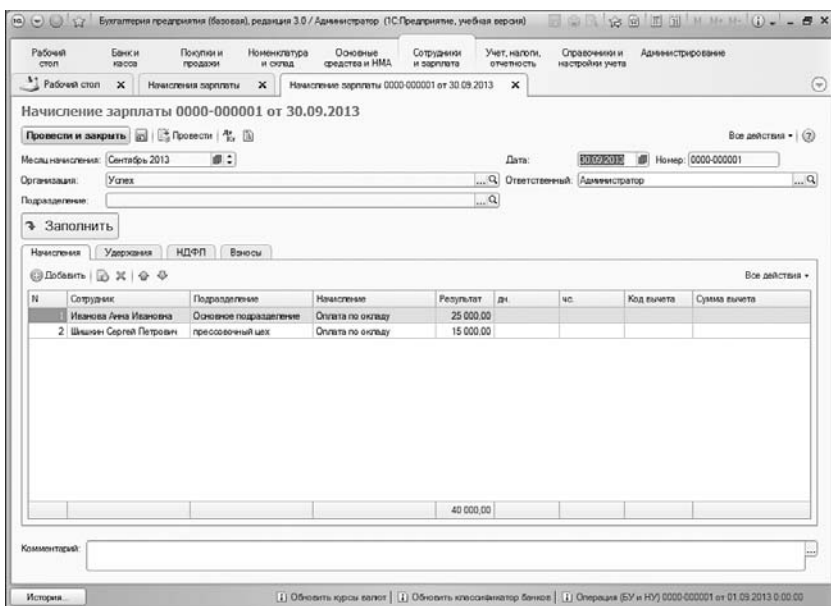 Бухгалтерия предприятия (базовая), редакция 3.0 / Администратор (1С:Предприятие, учебная версия)
Рабочий стол
Банк и касса
Покупки и продажи
Номенклатура и склад
Основные средства и НМА
Сотрудники и зарплата
Учет, налоги, отчетность
Справочники и настройки учета
Администрирование
Рабочий стол
Начисления зарплаты
Начисление зарплаты 0000-000001 от 30.09.2013
Начисление зарплаты 0000-000001 от 30.09.2013
Провести и закрыть Провести Все действия
Месяц начисления: Сентябрь 2013 Дата: 30.09.2013 Номер: 0000-000001
Организация: Успех Ответственный: Администратор
Подразделение:
Заполнить
Начисления Удержания НДФЛ Взносы
Добавить Все действия
N Сотрудник Подразделение Начисление Результат дн. чс. Код вычета Сумма вычета
1 Иванова Анна Ивановна Основное подразделение Оплата по окладу 25 000,00
2 Шишкин Сергей Петрович прессовочный цех Оплата по окладу 15 000,00
40 000,00
Комментарий:
История... Обновить курсы валют Обновить классификатор банков Операция (БУ и НУ) 0000-000001 от 01.09.2013 0:00:00